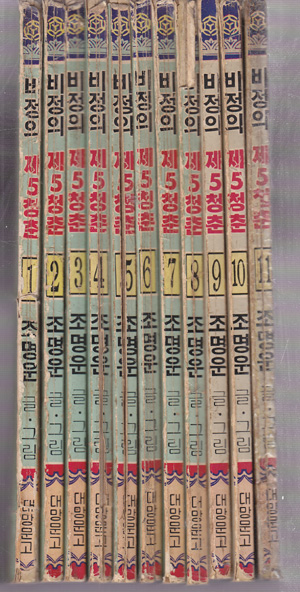 비정의 제5청춘 1 조명운 글·그림 대망문고
비정의 제5청춘 2 조명운 글·그림 대망문고
비정의 제5청춘 3 조명운 글·그림 대망문고
비정의 제5청춘 4 조명운 글·그림 대망문고
비정의 제5청춘 5 조명운 글·그림 대망문고
비정의 제5청춘 6 조명운 글·그림 대망문고
비정의 제5청춘 7 조명운 글·그림 대망문고
비정의 제5청춘 8 조명운 글·그림 대망문고
비정의 제5청춘 9 조명운 글·그림 대망문고
비정의 제5청춘 10 조명운 글·그림 대망문고
비정의 제5청춘 11 조명운 글·그림 대망문고